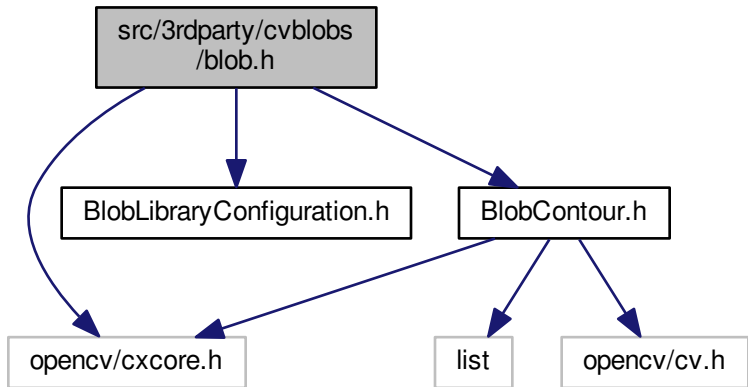 src/3rdparty/cvblobs
/blob.h
BlobLibraryConfiguration.h
BlobContour.h
opencv/cxcore.h
list
opencv/cv.h